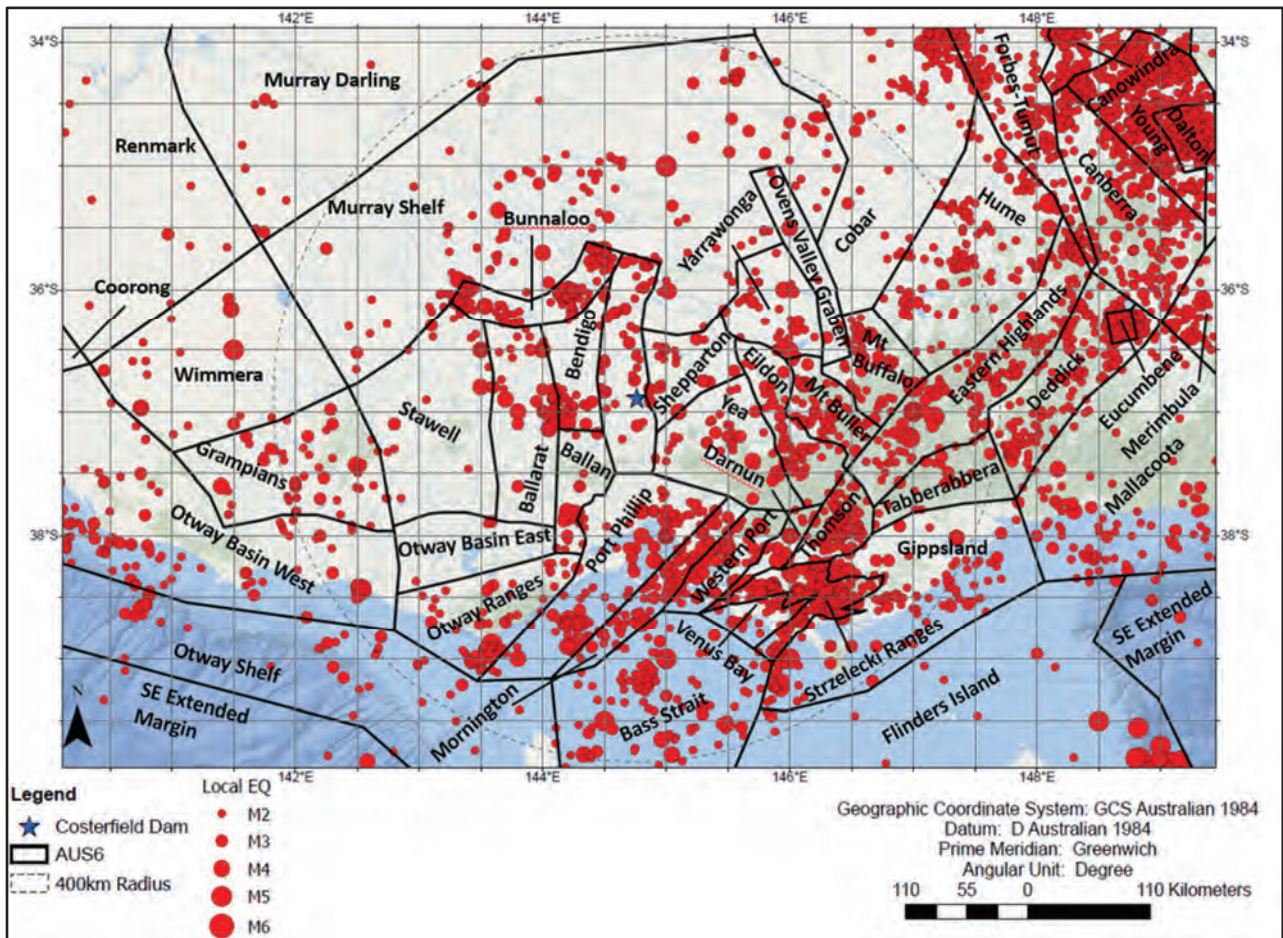 142°E
144°E
146°E
148°E
34°S
34°S
Murray Darling
Forbes-Tumut
Canowindra
Young
Dalton
Renmark
Canberra
Murray Shelf
Bunnaloo
Yarrawonga
Ovens Valley Graben
Cobar
Hume
36°S
36°S
Coorong
Wimmera
Bendigo
Shepparton
Eildon
Mt
Buffalo
Eastern Highlands
Deddick
Eucumbene
Merimbula
Mallacoota
Stawell
Yea
Mt Buller
Grampians
Ballarat
Ballan
Darnun
Tabberabbera
38°S
38°S
Otway Basin West
Otway Basin East
Port Phillip
Western Port
Thomson
Gippsland
Otway Ranges
Venus Bay
Strzelecki Ranges
SE Extended
Margin
Otway Shelf
SE Extended
Margin
Mornington
Bass Strait
Flinders Island
N
142°E
144°E
146°E
148°E
Legend
Costerfield Dam
AUS6
400km Radius
Local EQ
M2
M3
M4
M5
M6
Geographic Coordinate System: GCS Australian 1984
Datum: D Australian 1984
Prime Meridian: Greenwich
Angular Unit: Degree
110 55 0 110 Kilometers